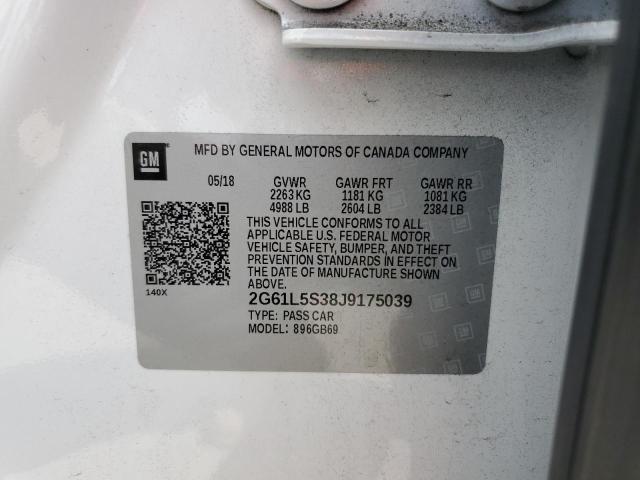 GM
MFD BY GENERAL MOTORS OF CANADA COMPANY
05/18 GVWR GAWR FRT GAWR RR
2263 KG 1181 KG 1081 KG
4988 LB 2604 LB 2384 LB
THIS VEHICLE CONFORMS TO ALL
APPLICABLE U.S. FEDERAL MOTOR
VEHICLE SAFETY, BUMPER, AND THEFT
PREVENTION STANDARDS IN EFFECT ON
THE DATE OF MANUFACTURE SHOWN
ABOVE.
140X
2G61L5S38J9175039
TYPE: PASS CAR
MODEL: 896GB69